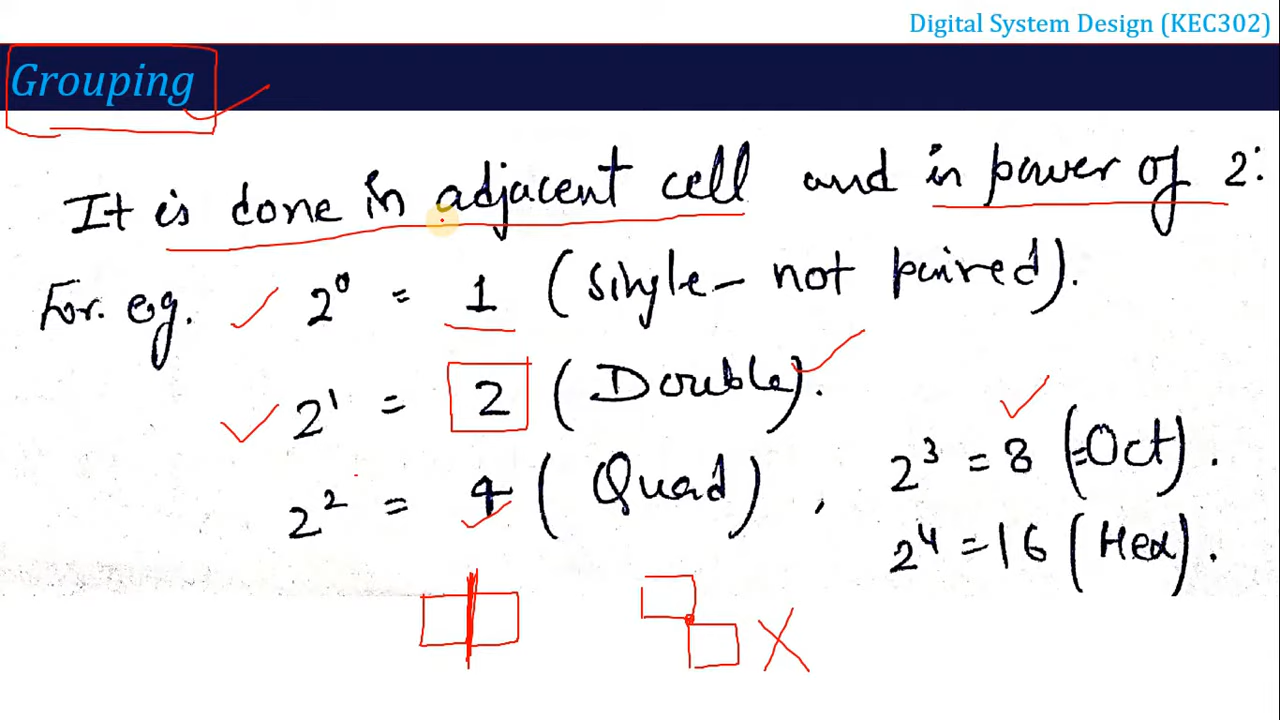 Digital System Design (KEC302)
Grouping
It is done in adjacent cell and in power of 2:
For. eg. 2⁰ = 1 (Single - not paired).
2¹ = 2 (Double).
2² = 4 (Quad), 2³ = 8 (=Oct).
2⁴ = 16 (Hex).